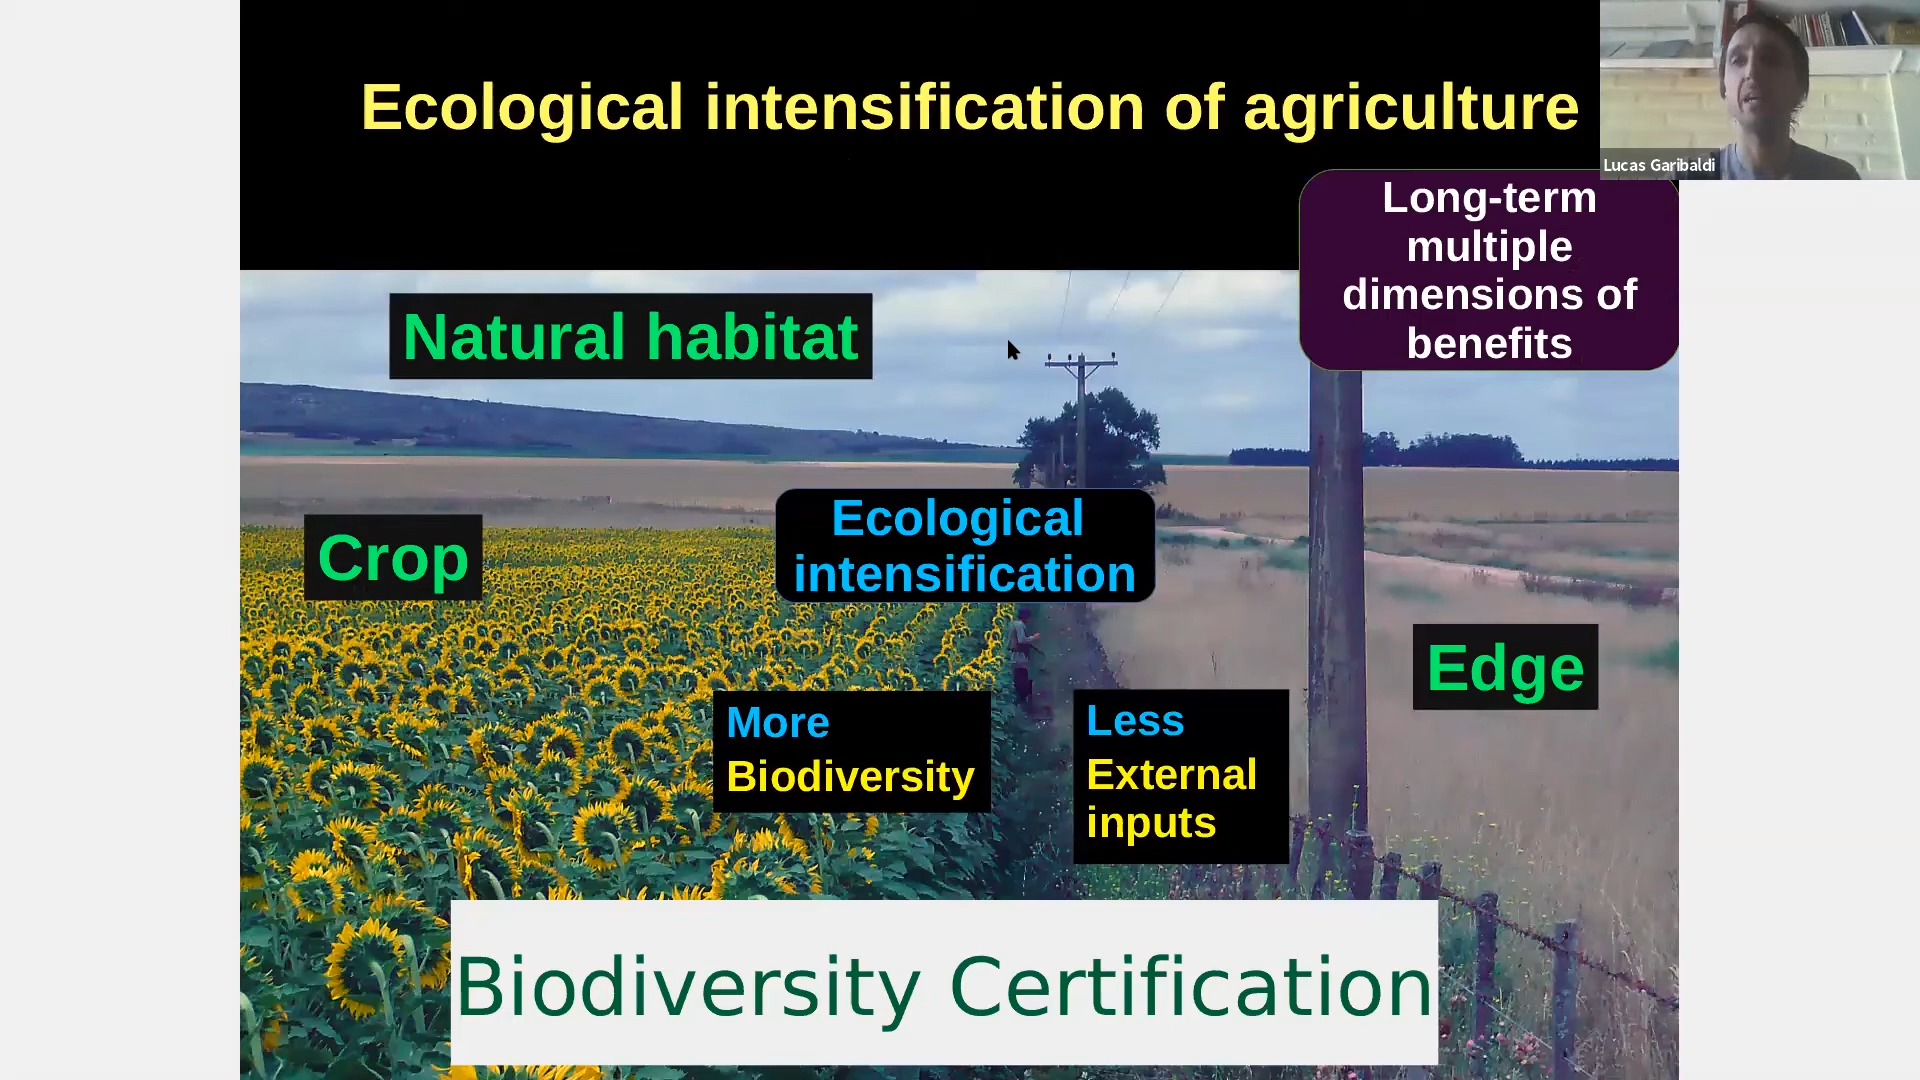 Ecological intensification of agriculture
Lucas Garibaldi
Long-term
multiple
dimensions of
benefits
Natural habitat
Ecological
intensification
Crop
Edge
More
Biodiversity
Less
External
inputs
Biodiversity Certification